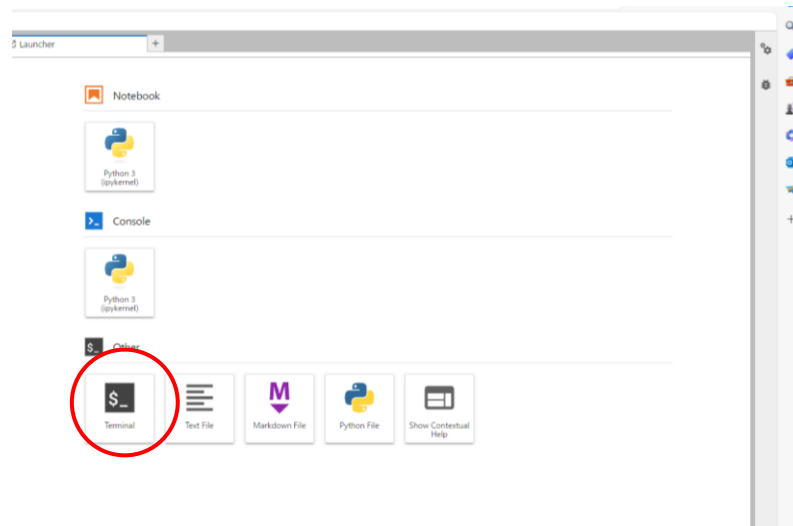 Launcher
+
Notebook
Python 3
(ipykernel)
>_ Console
Python 3
(ipykernel)
$_ Other
$_
M
Terminal Text File Markdown File Python File Show Contextual
Help